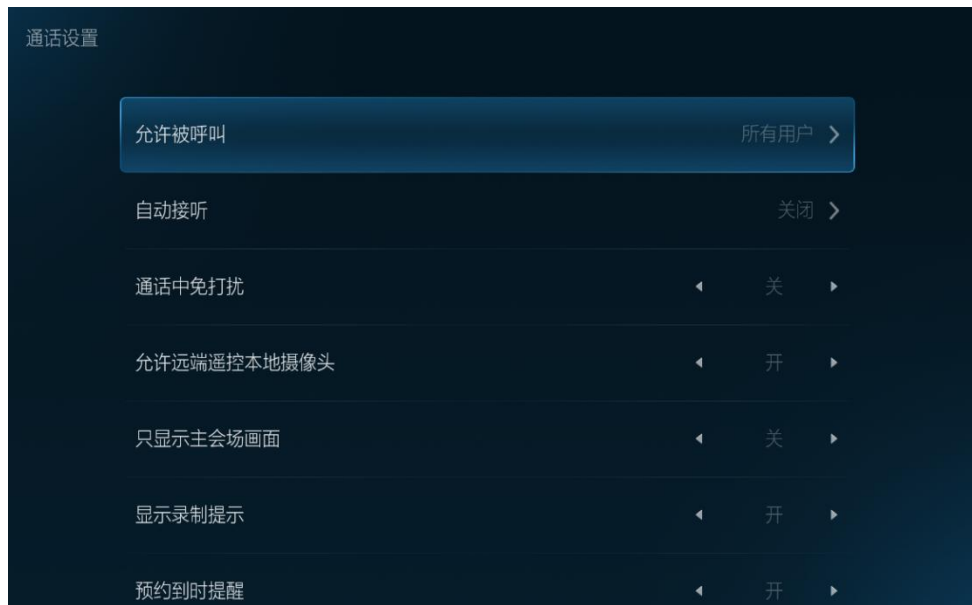 通话设置
允许被呼叫 所有用户
自动接听 关闭
通话中免打扰 关
允许远端遥控本地摄像头 开
只显示主会场画面 关
显示录制提示 开
预约到时提醒 开